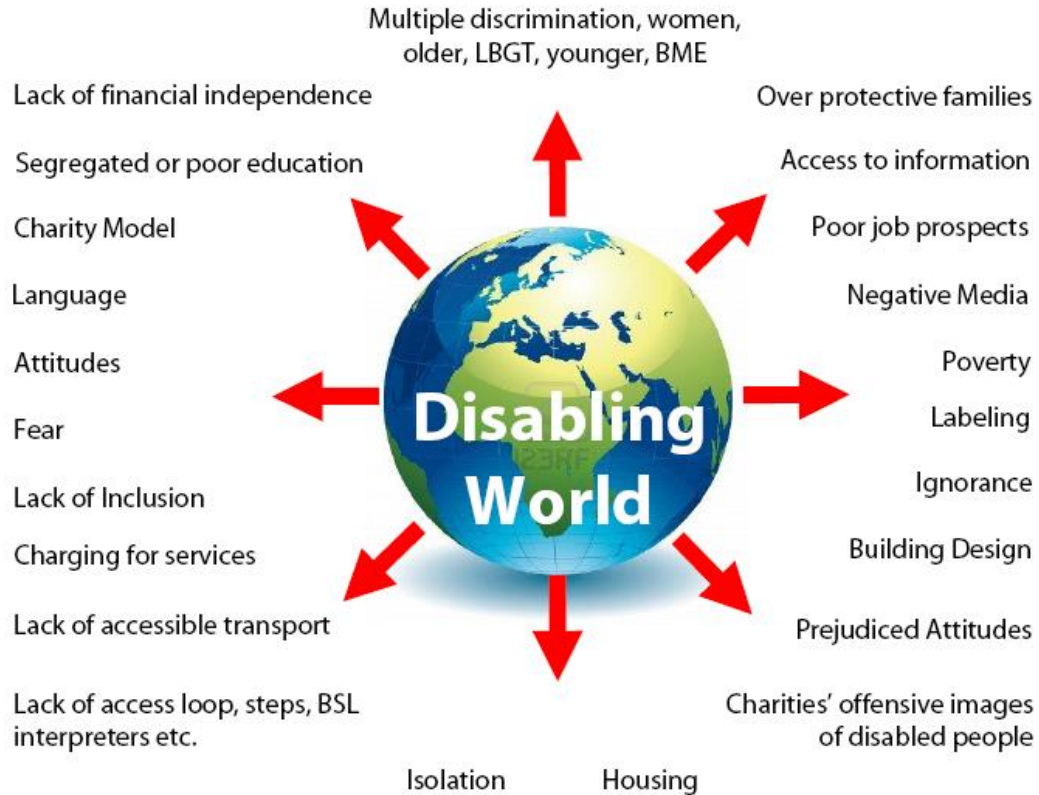 Multiple discrimination, women,
older, LBGT, younger, BME
Lack of financial independence
Segregated or poor education
Charity Model
Language
Attitudes
Fear
Lack of Inclusion
Charging for services
Lack of accessible transport
Lack of access loop, steps, BSL
interpreters etc.
Over protective families
Access to information
Poor job prospects
Negative Media
Poverty
Labeling
Ignorance
Building Design
Prejudiced Attitudes
Charities’ offensive images
of disabled people
Disabling
World
Isolation
Housing